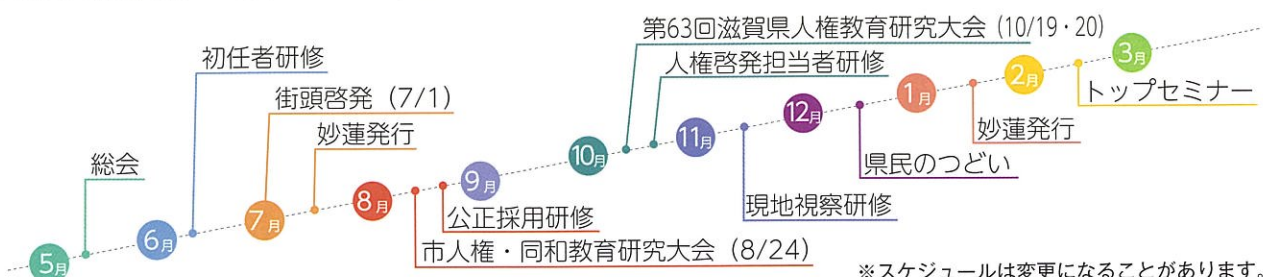 第63回滋賀県人権教育研究大会 (10/19・20)
初任者研修
人権啓発担当者研修
街頭啓発 (7/1)
トップセミナー
妙蓮発行
妙蓮発行
総会
県民のつどい
現地視察研修
公正採用研修
市人権・同和教育研究大会 (8/24)
5月
6月
7月
8月
9月
10月
11月
12月
1月
2月
3月
※スケジュールは変更になることがあります。